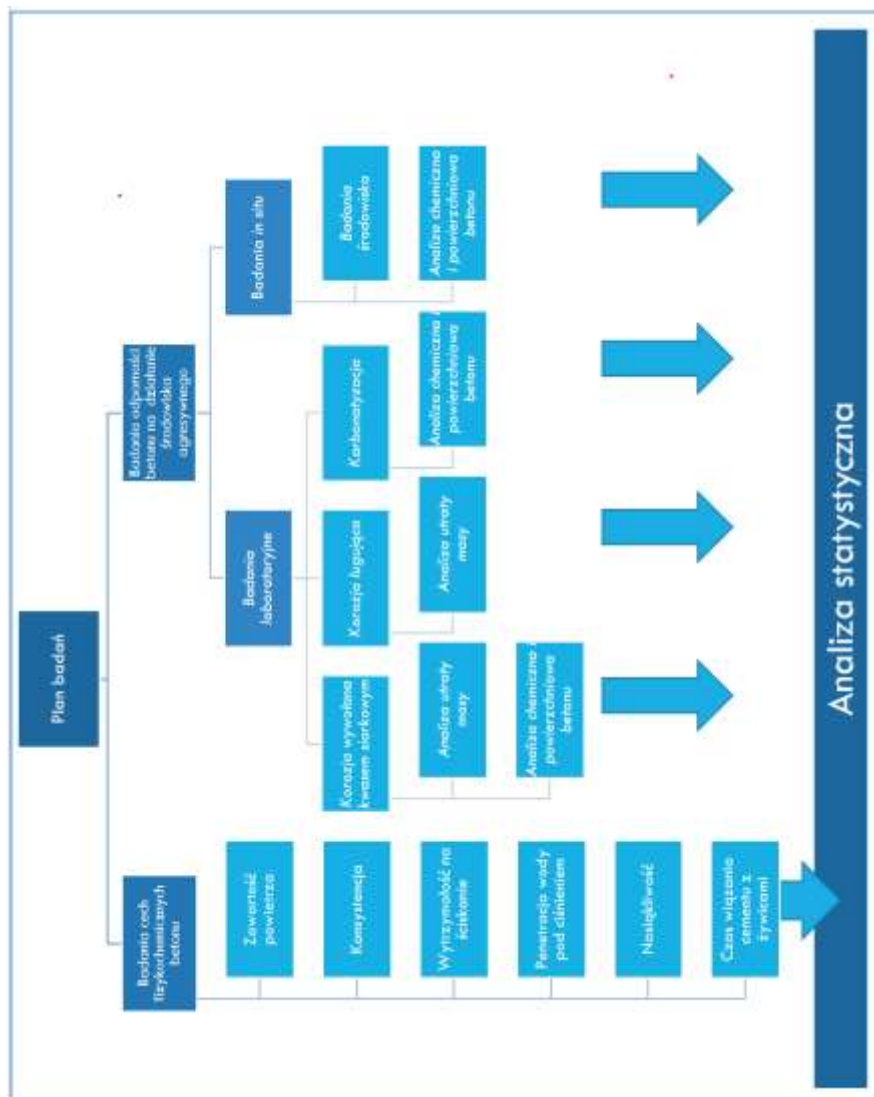 Plan badań
Badania cech
fizykochemicznych
betonu
Zawartość
powietrza
Konsystencja
Wytrzymałość na
ściskanie
Penetracja wody
pod ciśnieniem
Nasiąkliwość
Czas wiązania
cementu z
żywicami
Badania odporności
betonu na działanie
środowiska
agresywnego
Badania
laboratoryjne
Korozja wywołana
kwasem siarkowym
Analiza utraty
masy
Analiza chemiczna i
powierzchniowa
betonu
Korozja ługująca
Analiza utraty
masy
Karbonatyzacja
Analiza chemiczna i
powierzchniowa
betonu
Badania in situ
Badania
środowiska
Analiza chemiczna
i powierzchniowa
betonu
Analiza statystyczna